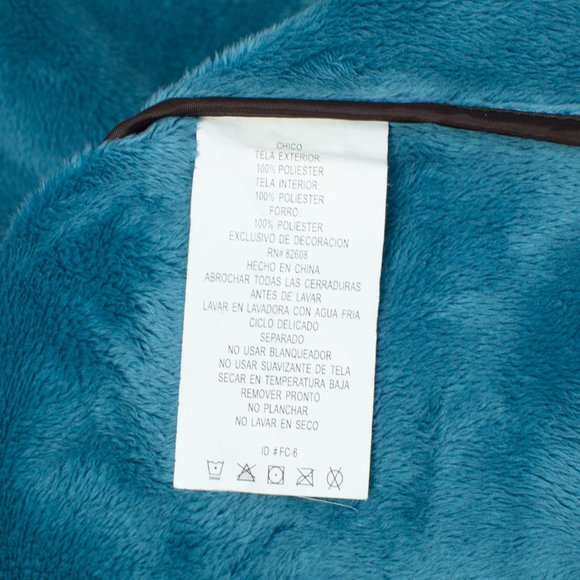 CHICO
TELA EXTERIOR:
100% POLIESTER
TELA INTERIOR
100% POLIESTER
FORRO:
100% POLIESTER
EXCLUSIVO DE DECORACION
RN# 82608
HECHO EN CHINA
ABROCHAR TODAS LAS CERRADURAS
ANTES DE LAVAR
LAVAR EN LAVADORA CON AGUA FRIA
CICLO DELICADO
SEPARADO
NO USAR BLANQUEADOR
NO USAR SUAVIZANTE DE TELA
SECAR EN TEMPERATURA BAJA
REMOVER PRONTO
NO PLANCHAR
NO LAVAR EN SECO
ID # FC-6